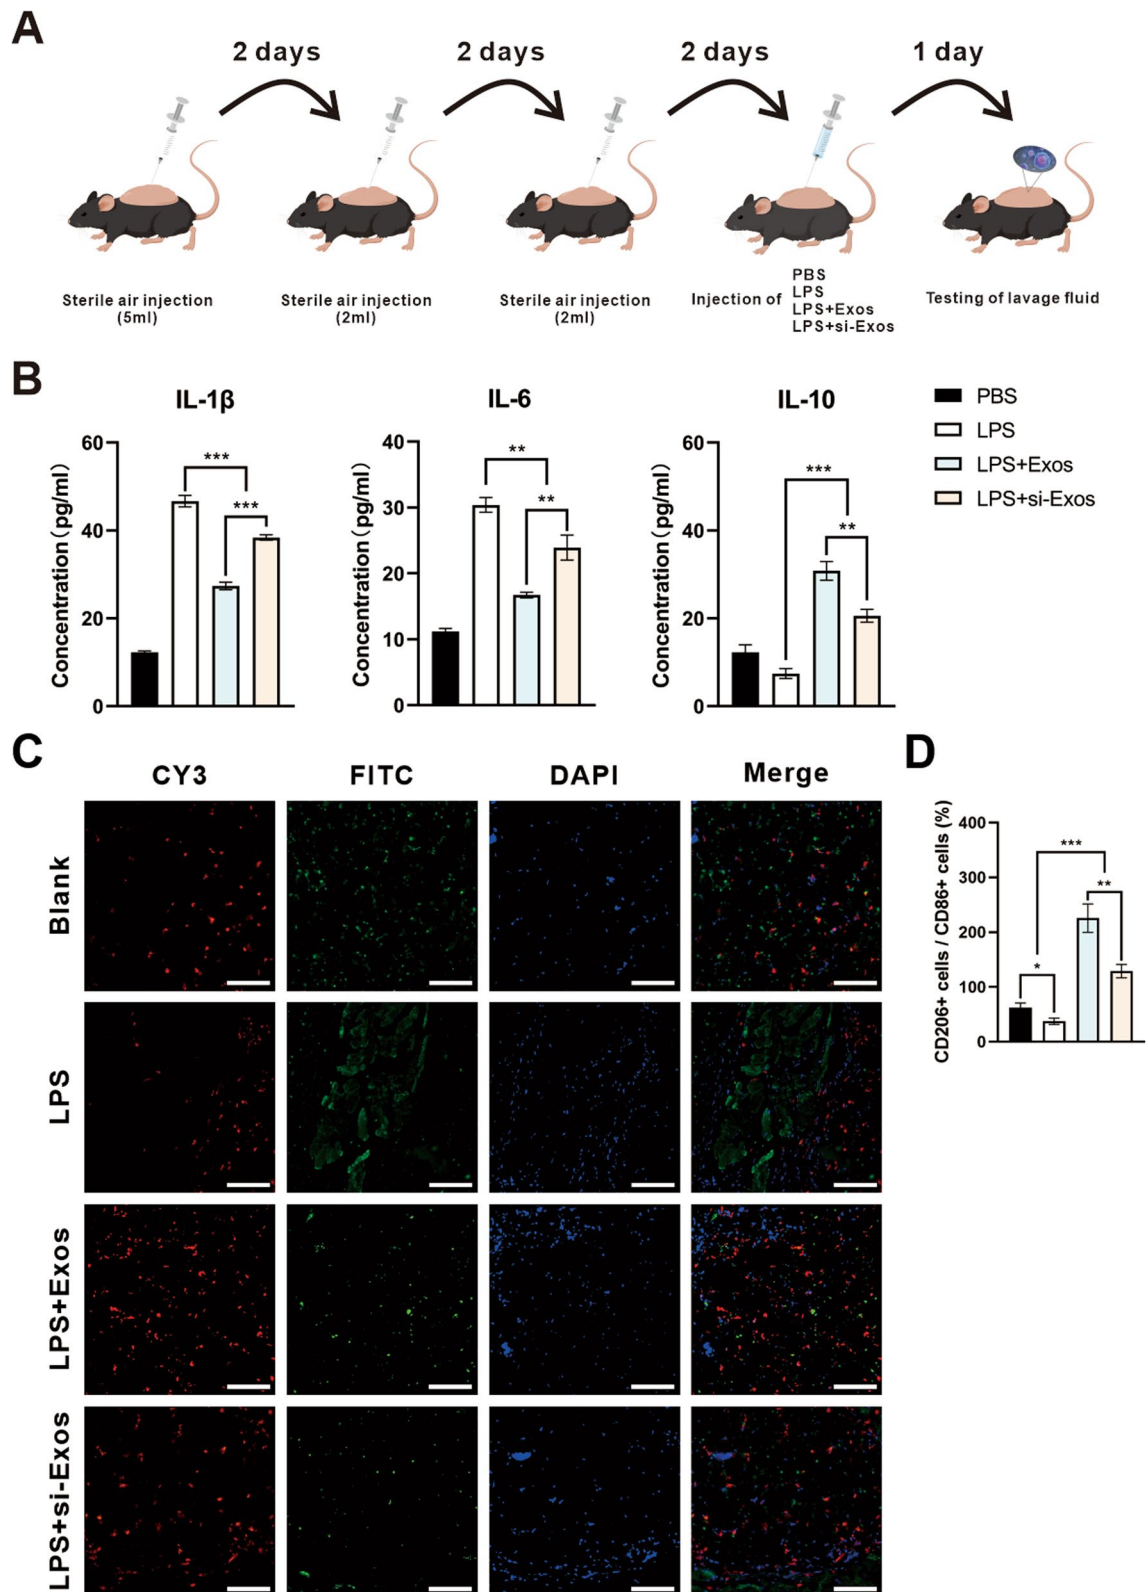 A
2 days
2 days
2 days
1 day
Sterile air injection
(5ml)
Sterile air injection
(2ml)
Sterile air injection
(2ml)
Injection of
PBS
LPS
LPS+Exos
LPS+si-Exos
Testing of lavage fluid
B
IL-1β
Concentration (pg/ml)
60
40
20
0
***
***
IL-6
Concentration (pg/ml)
40
30
20
10
0
**
**
IL-10
Concentration (pg/ml)
60
40
20
0
***
**
PBS
LPS
LPS+Exos
LPS+si-Exos
C
CY3
FITC
DAPI
Merge
Blank
LPS
LPS+Exos
LPS+si-Exos
D
CD206+ cells / CD86+ cells (%)
400
300
200
100
0
***
**
*